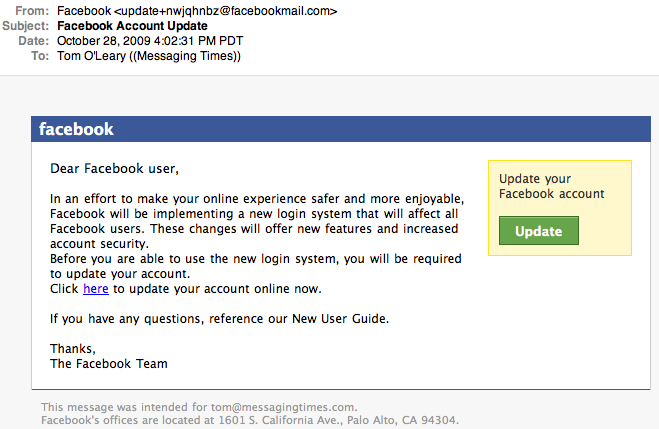 From: Facebook <update+nwjqhnbz@facebookmail.com>
Subject: Facebook Account Update
Date: October 28, 2009 4:02:31 PM PDT
To: Tom O'Leary ((Messaging Times))
facebook
Dear Facebook user,
In an effort to make your online experience safer and more enjoyable,
Facebook will be implementing a new login system that will affect all
Facebook users. These changes will offer new features and increased
account security.
Before you are able to use the new login system, you will be required
to update your account.
Click here to update your account online now.
If you have any questions, reference our New User Guide.
Thanks,
The Facebook Team
Update your
Facebook account
Update
This message was intended for tom@messagingtimes.com.
Facebook's offices are located at 1601 S. California Ave., Palo Alto, CA 94304.